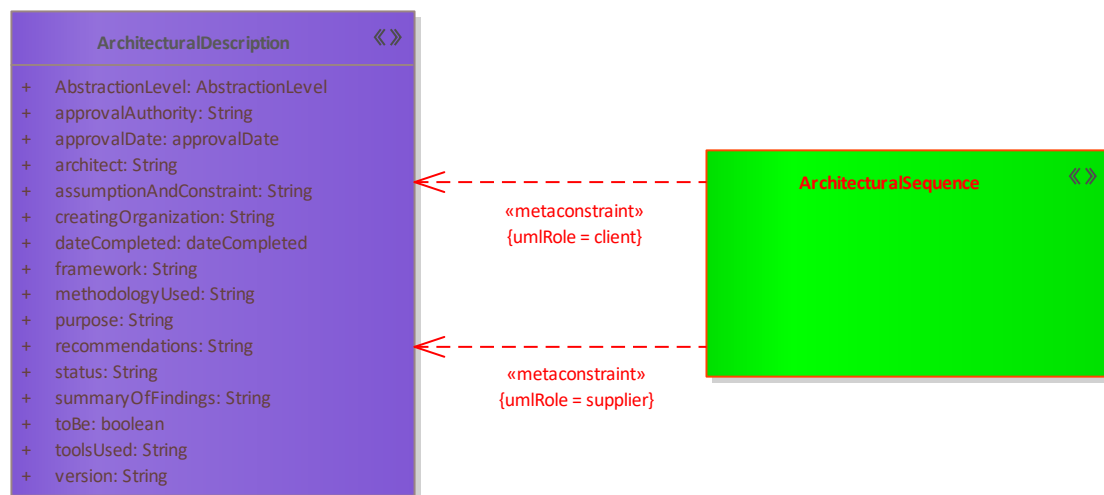 ArchitecturalDescription «»
+ AbstractionLevel: AbstractionLevel
+ approvalAuthority: String
+ approvalDate: approvalDate
+ architect: String
+ assumptionAndConstraint: String
+ creatingOrganization: String
+ dateCompleted: dateCompleted
+ framework: String
+ methodologyUsed: String
+ purpose: String
+ recommendations: String
+ status: String
+ summaryOfFindings: String
+ toBe: boolean
+ toolsUsed: String
+ version: String
«metaconstraint»
{umlRole = client}
«metaconstraint»
{umlRole = supplier}
ArchitecturalSequence «»